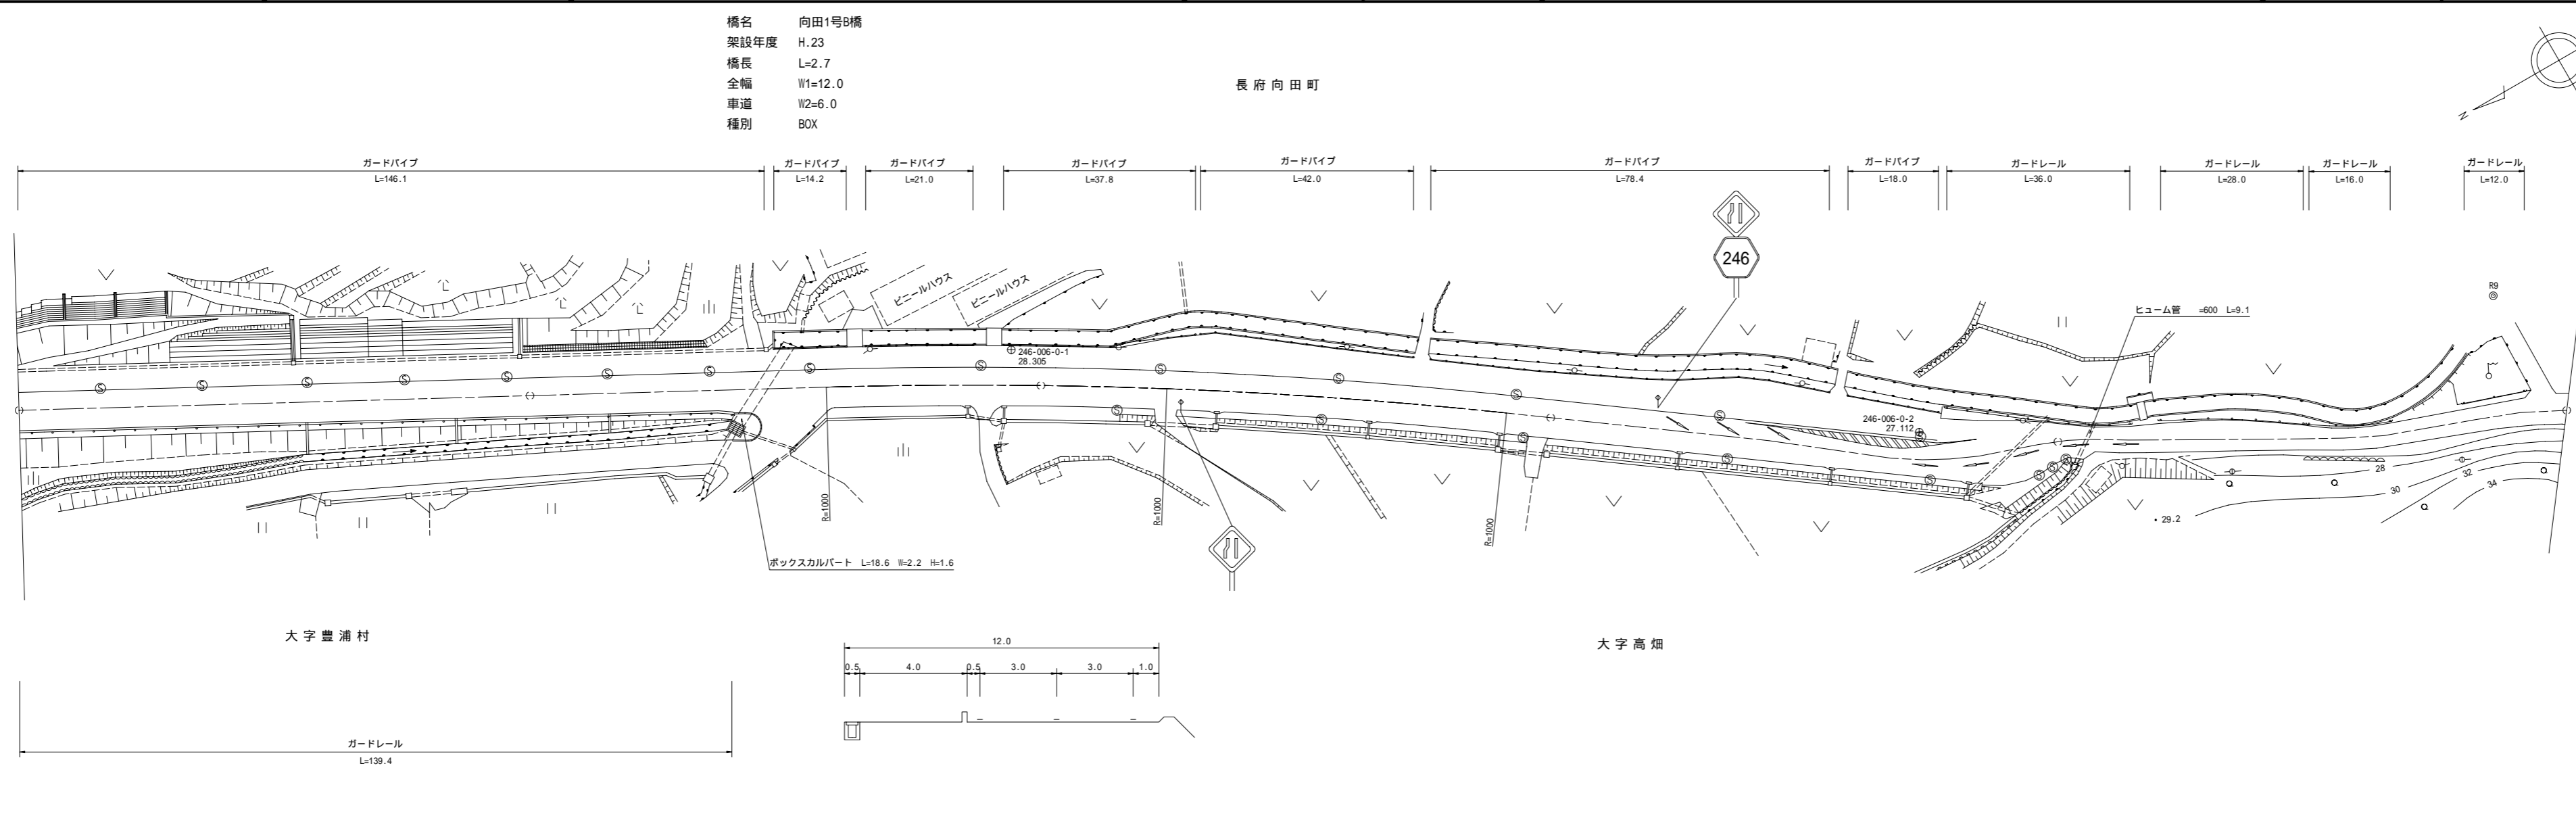 橋名 向田1号B橋
架設年度 H.23
橋長 L=2.7
全幅 W1=12.0
車道 W2=6.0
種別 BOX
長府向田町
N
ガードパイプ
L=146.1
ガードパイプ
L=14.2
ガードパイプ
L=21.0
ガードパイプ
L=37.8
ガードパイプ
L=42.0
ガードパイプ
L=78.4
ガードパイプ
L=18.0
ガードレール
L=36.0
ガードレール
L=28.0
ガードレール
L=16.0
ガードレール
L=12.0
246
ビニールハウス
ビニールハウス
R9
ヒューム管 =600 L=9.1
246-006-0-1
28.305
246-006-0-2
27.112
R=1000
R=1000
R=1000
28
30
32
34
29.2
ボックスカルバート L=18.6 W=2.2 H=1.6
大字豊浦村
大字高畑
12.0
0.5 4.0 0.5 3.0 3.0 1.0
ガードレール
L=139.4